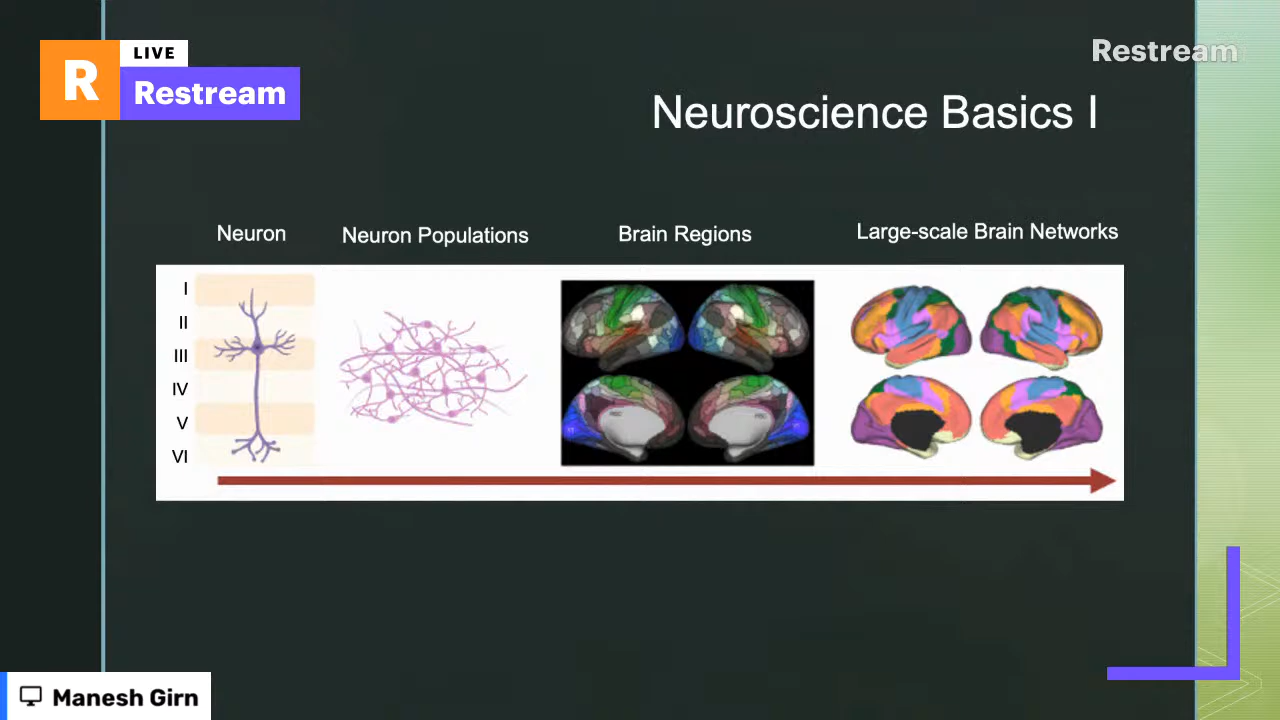 R
LIVE
Restream
Restream
Neuroscience Basics I
Neuron
Neuron Populations
Brain Regions
Large-scale Brain Networks
I
II
III
IV
V
VI
Manesh Girn